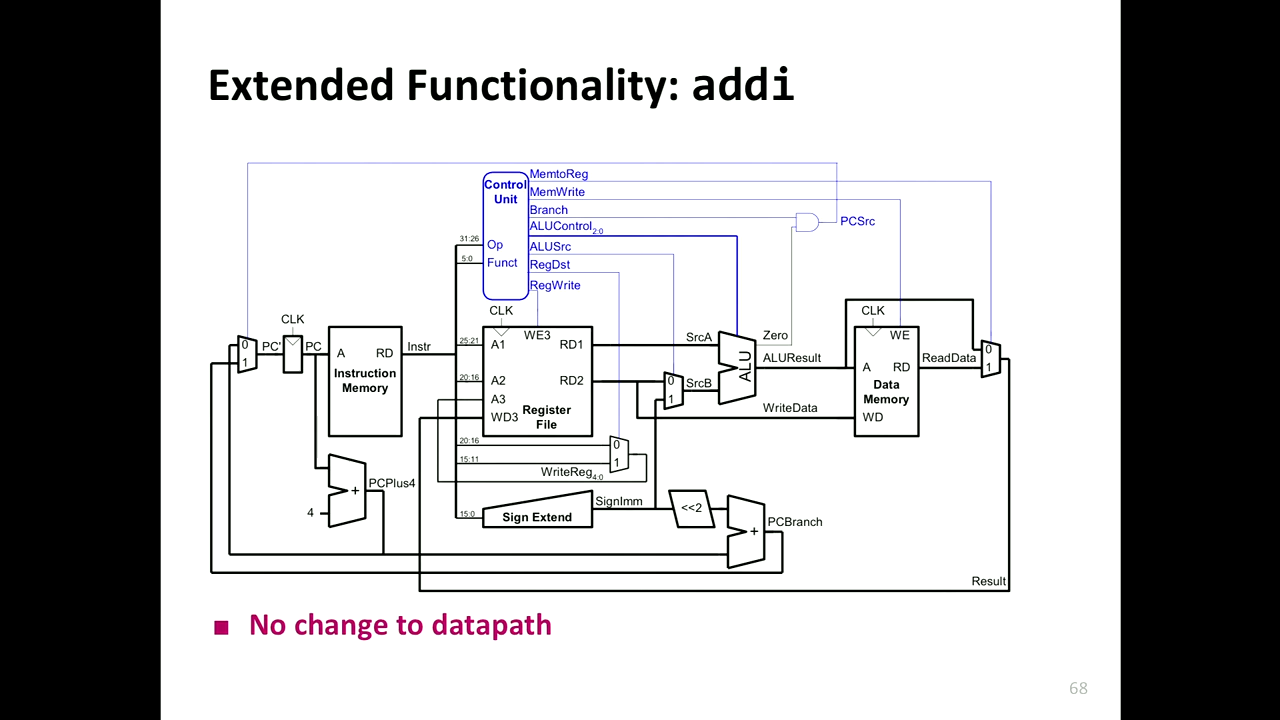 Extended Functionality: addi
MemtoReg
Control
Unit
MemWrite
Branch
PCSrc
ALUControl2:0
31:26
Op
ALUSrc
5:0
Funct
RegDst
RegWrite
CLK
CLK
CLK
WE3
Zero
WE
0
1
PC'
PC
A
RD
Instruction
Memory
Instr
25:21
A1
RD1
SrcA
ALU
ALUResult
A
RD
ReadData
0
1
Data
Memory
20:16
A2
RD2
0
1
SrcB
A3
WD3
Register
File
WriteData
WD
20:16
0
15:11
1
WriteReg4:0
PCPlus4
+
4
SignImm
15:0
Sign Extend
<<2
+
PCBranch
Result
■ No change to datapath
68